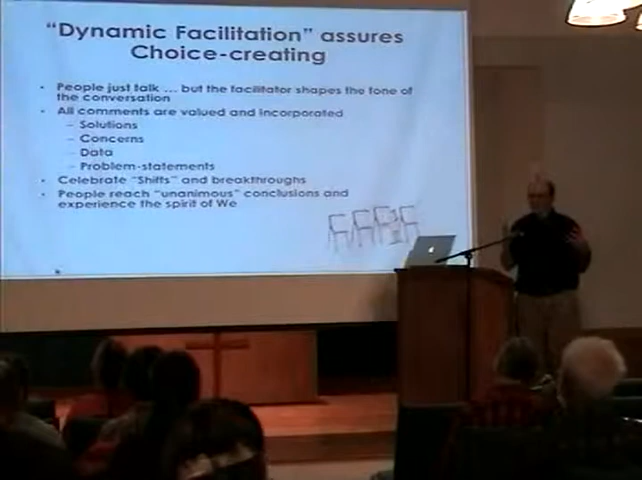 “Dynamic Facilitation” assures
Choice-creating
• People just talk ... but the facilitator shapes the tone of
the conversation
• All comments are valued and incorporated
– Solutions
– Concerns
– Data
– Problem-statements
• Celebrate “Shifts” and breakthroughs
• People reach “unanimous” conclusions and
experience the spirit of We